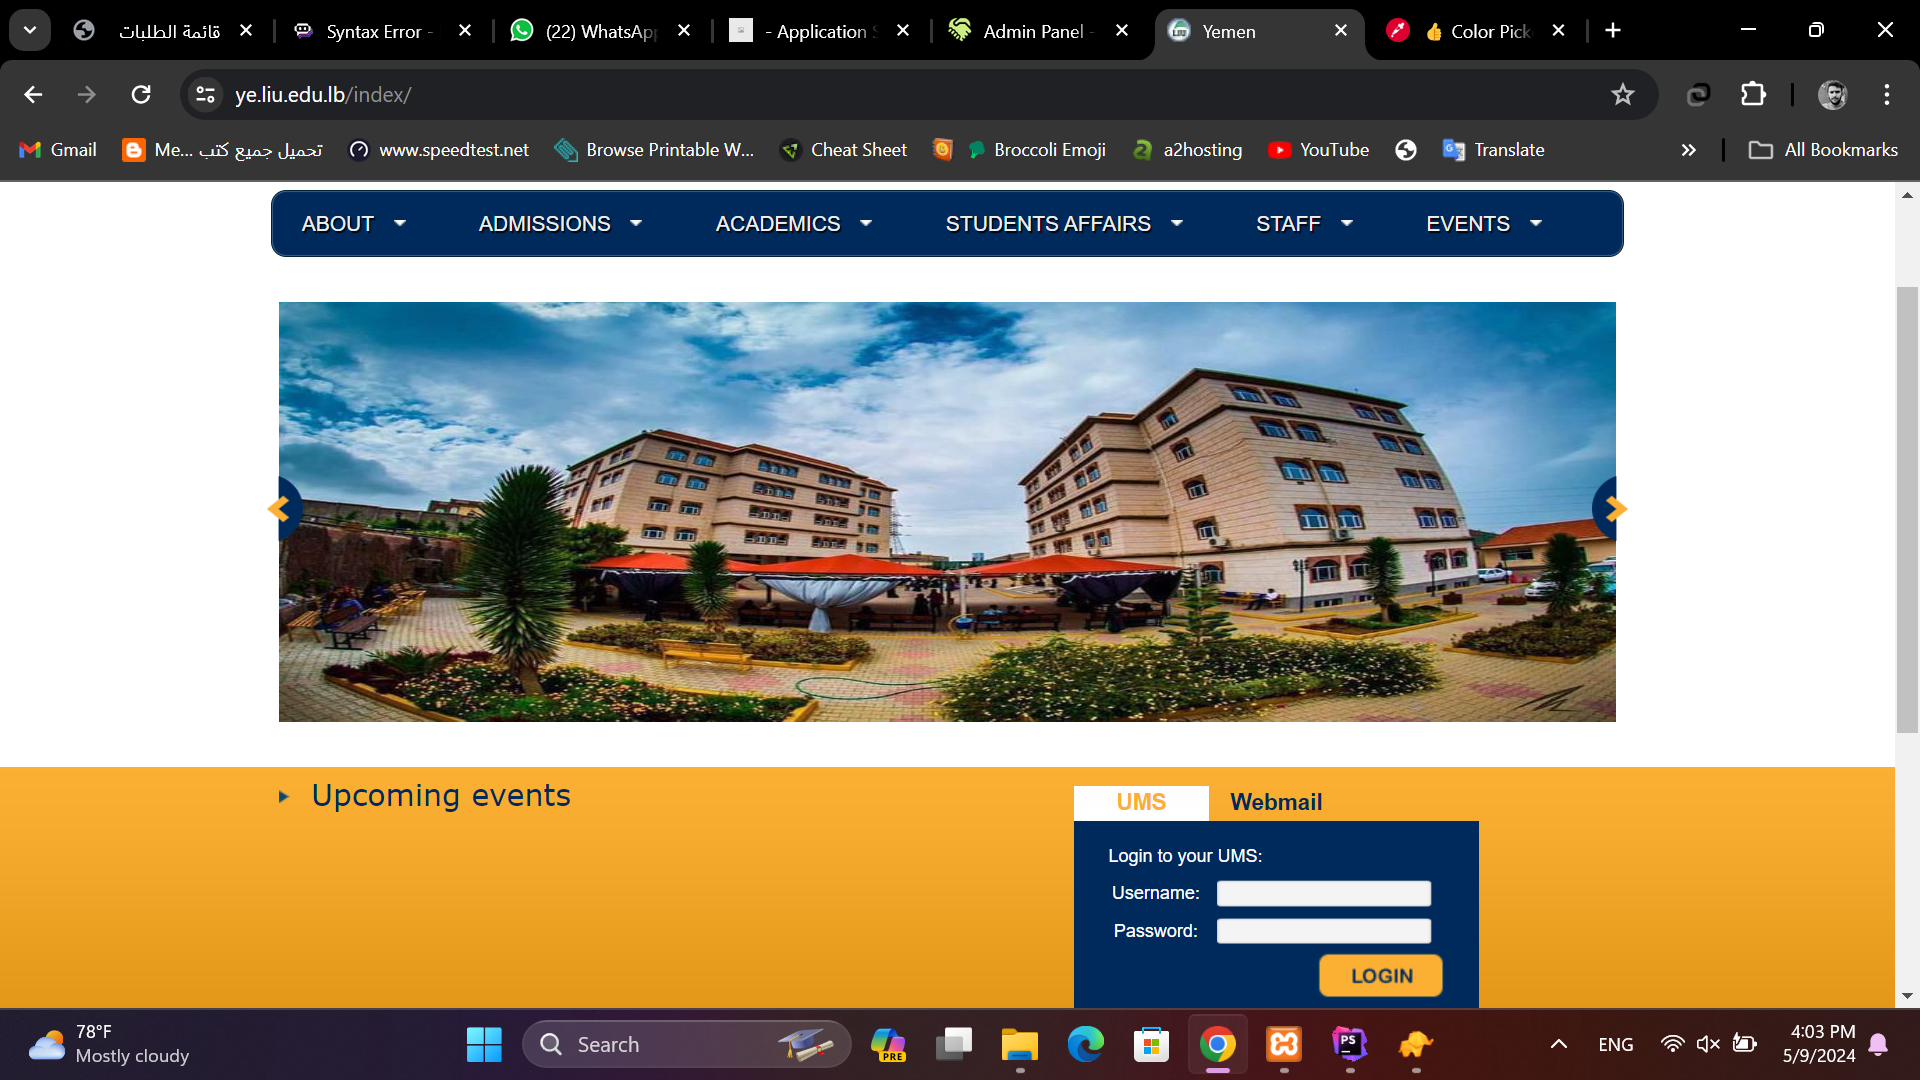 قائمة الطلبات
Syntax Error -
(22) WhatsApp
- Application S
Admin Panel -
Yemen
👍 Color Pick
ye.liu.edu.lb/index/
Gmail
Me... تحميل جميع كتب
www.speedtest.net
Browse Printable W...
Cheat Sheet
Broccoli Emoji
a2hosting
YouTube
Translate
All Bookmarks
ABOUT
ADMISSIONS
ACADEMICS
STUDENTS AFFAIRS
STAFF
EVENTS
Upcoming events
UMS
Webmail
Login to your UMS:
Username:
Password:
LOGIN
78°F
Mostly cloudy
Search
PRE
PS
ENG
4:03 PM
5/9/2024